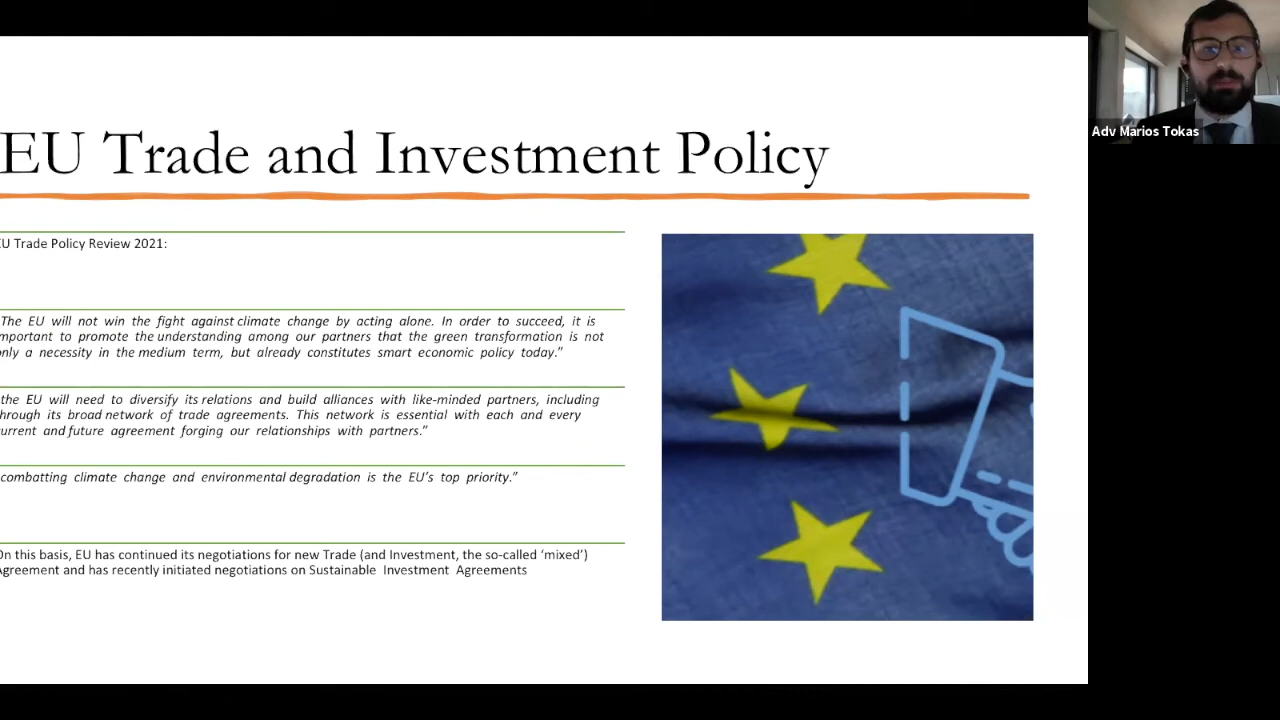 EU Trade and Investment Policy
EU Trade Policy Review 2021:
The EU will not win the fight against climate change by acting alone. In order to succeed, it is
important to promote the understanding among our partners that the green transformation is not
only a necessity in the medium term, but already constitutes smart economic policy today.”
the EU will need to diversify its relations and build alliances with like-minded partners, including
through its broad network of trade agreements. This network is essential with each and every
current and future agreement forging our relationships with partners.”
combatting climate change and environmental degradation is the EU’s top priority.”
On this basis, EU has continued its negotiations for new Trade (and Investment, the so-called ‘mixed’)
Agreement and has recently initiated negotiations on Sustainable Investment Agreements
Adv Marios Tokas